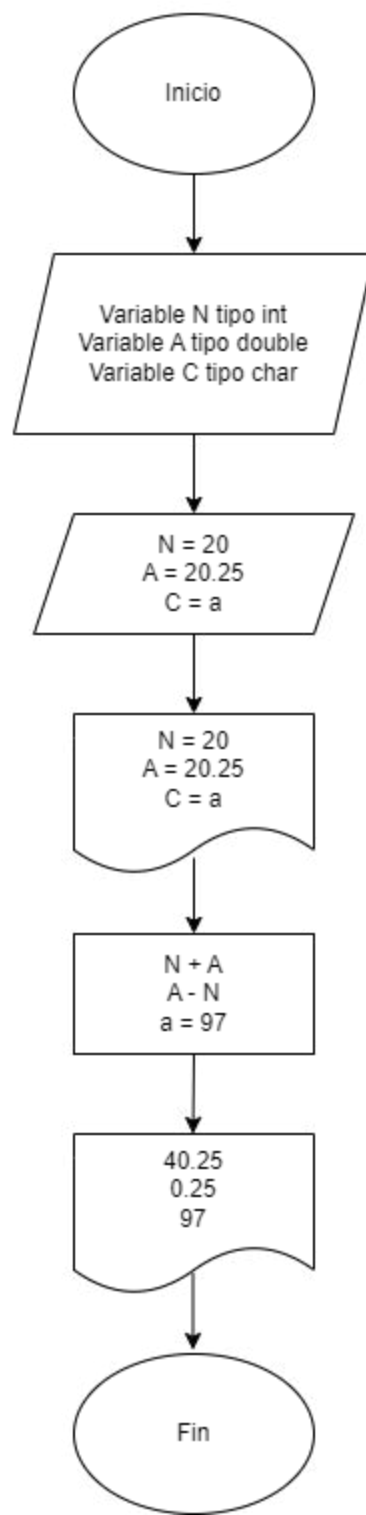 Inicio
Variable N tipo int
Variable A tipo double
Variable C tipo char
N = 20
A = 20.25
C = a
N = 20
A = 20.25
C = a
N + A
A - N
a = 97
40.25
0.25
97
Fin